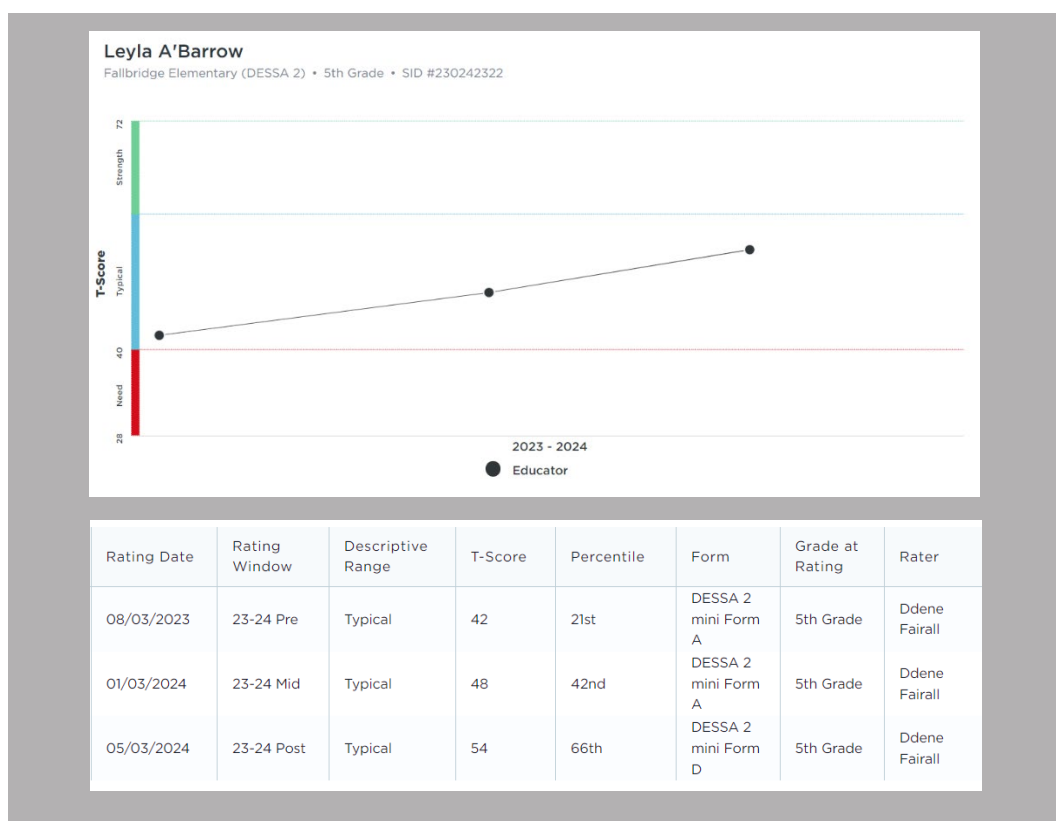 Leyla A'Barrow
Fallbridge Elementary (DESSA 2) • 5th Grade • SID #230242322
72
Strength
T-Score
Typical
40
Need
28
2023 - 2024
Educator
Rating Date
Rating
Window
Descriptive
Range
T-Score
Percentile
Form
Grade at
Rating
Rater
08/03/2023
23-24 Pre
Typical
42
21st
DESSA 2
mini Form
A
5th Grade
Ddene
Fairall
01/03/2024
23-24 Mid
Typical
48
42nd
DESSA 2
mini Form
A
5th Grade
Ddene
Fairall
05/03/2024
23-24 Post
Typical
54
66th
DESSA 2
mini Form
D
5th Grade
Ddene
Fairall